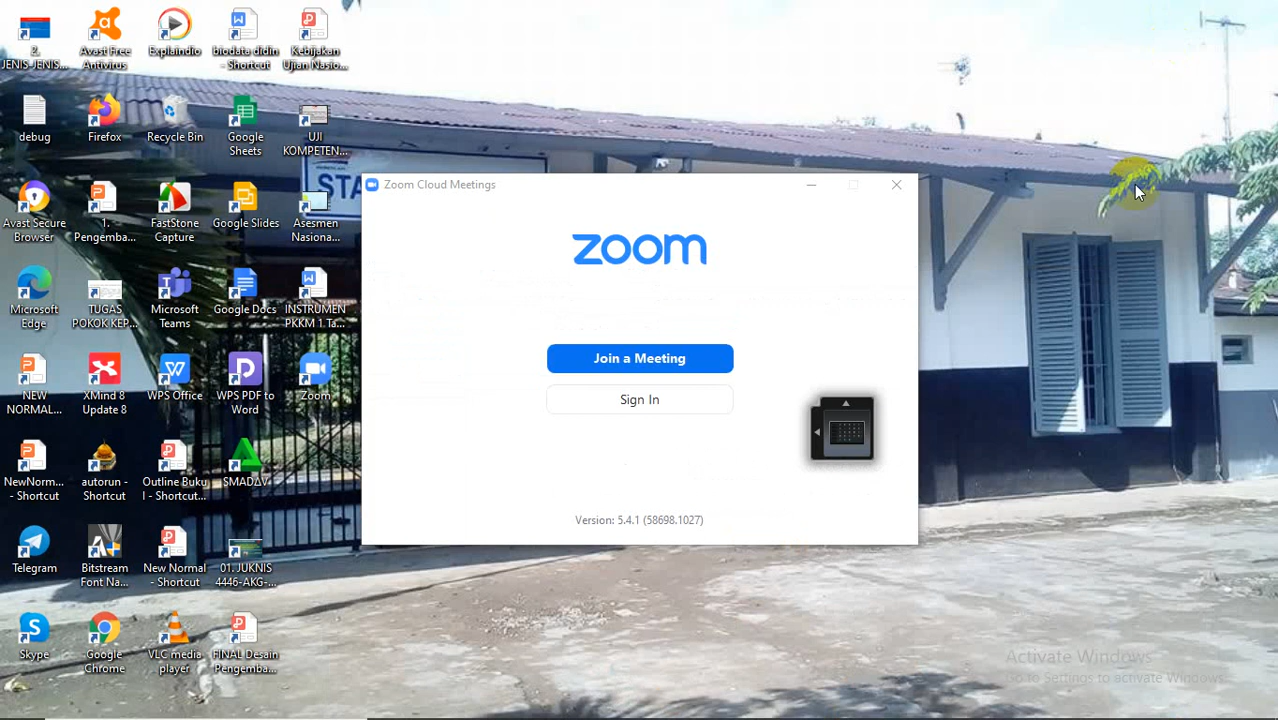 2.
JENIS-JENIS...
Avast Free
Antivirus
Explaindio
biodata didin
- Shortcut
Kebijakan
Ujian Nasio...
debug
Firefox
Recycle Bin
Google
Sheets
UJI
KOMPETEN...
STA
Avast Secure
Browser
1.
Pengemba...
FastStone
Capture
Google Slides
Asesmen
Nasiona...
Microsoft
Edge
TUGAS
POKOK KEP...
Microsoft
Teams
Google Docs
INSTRUMEN
PKKM 1 Ta...
NEW
NORMAL...
XMind 8
Update 8
WPS Office
WPS PDF to
Word
Zoom
NewNorm...
- Shortcut
autorun -
Shortcut
Outline Buku
I - Shortcut...
SMADAV
Telegram
Bitstream
Font Na...
New Normal
- Shortcut
01. JUKNIS
4446-AKG-...
Skype
Google
Chrome
VLC media
player
FINAL Desain
Pengemba...
Zoom Cloud Meetings
zoom
Join a Meeting
Sign In
Version: 5.4.1 (58698.1027)
Activate Windows
Go to Settings to activate Windows.